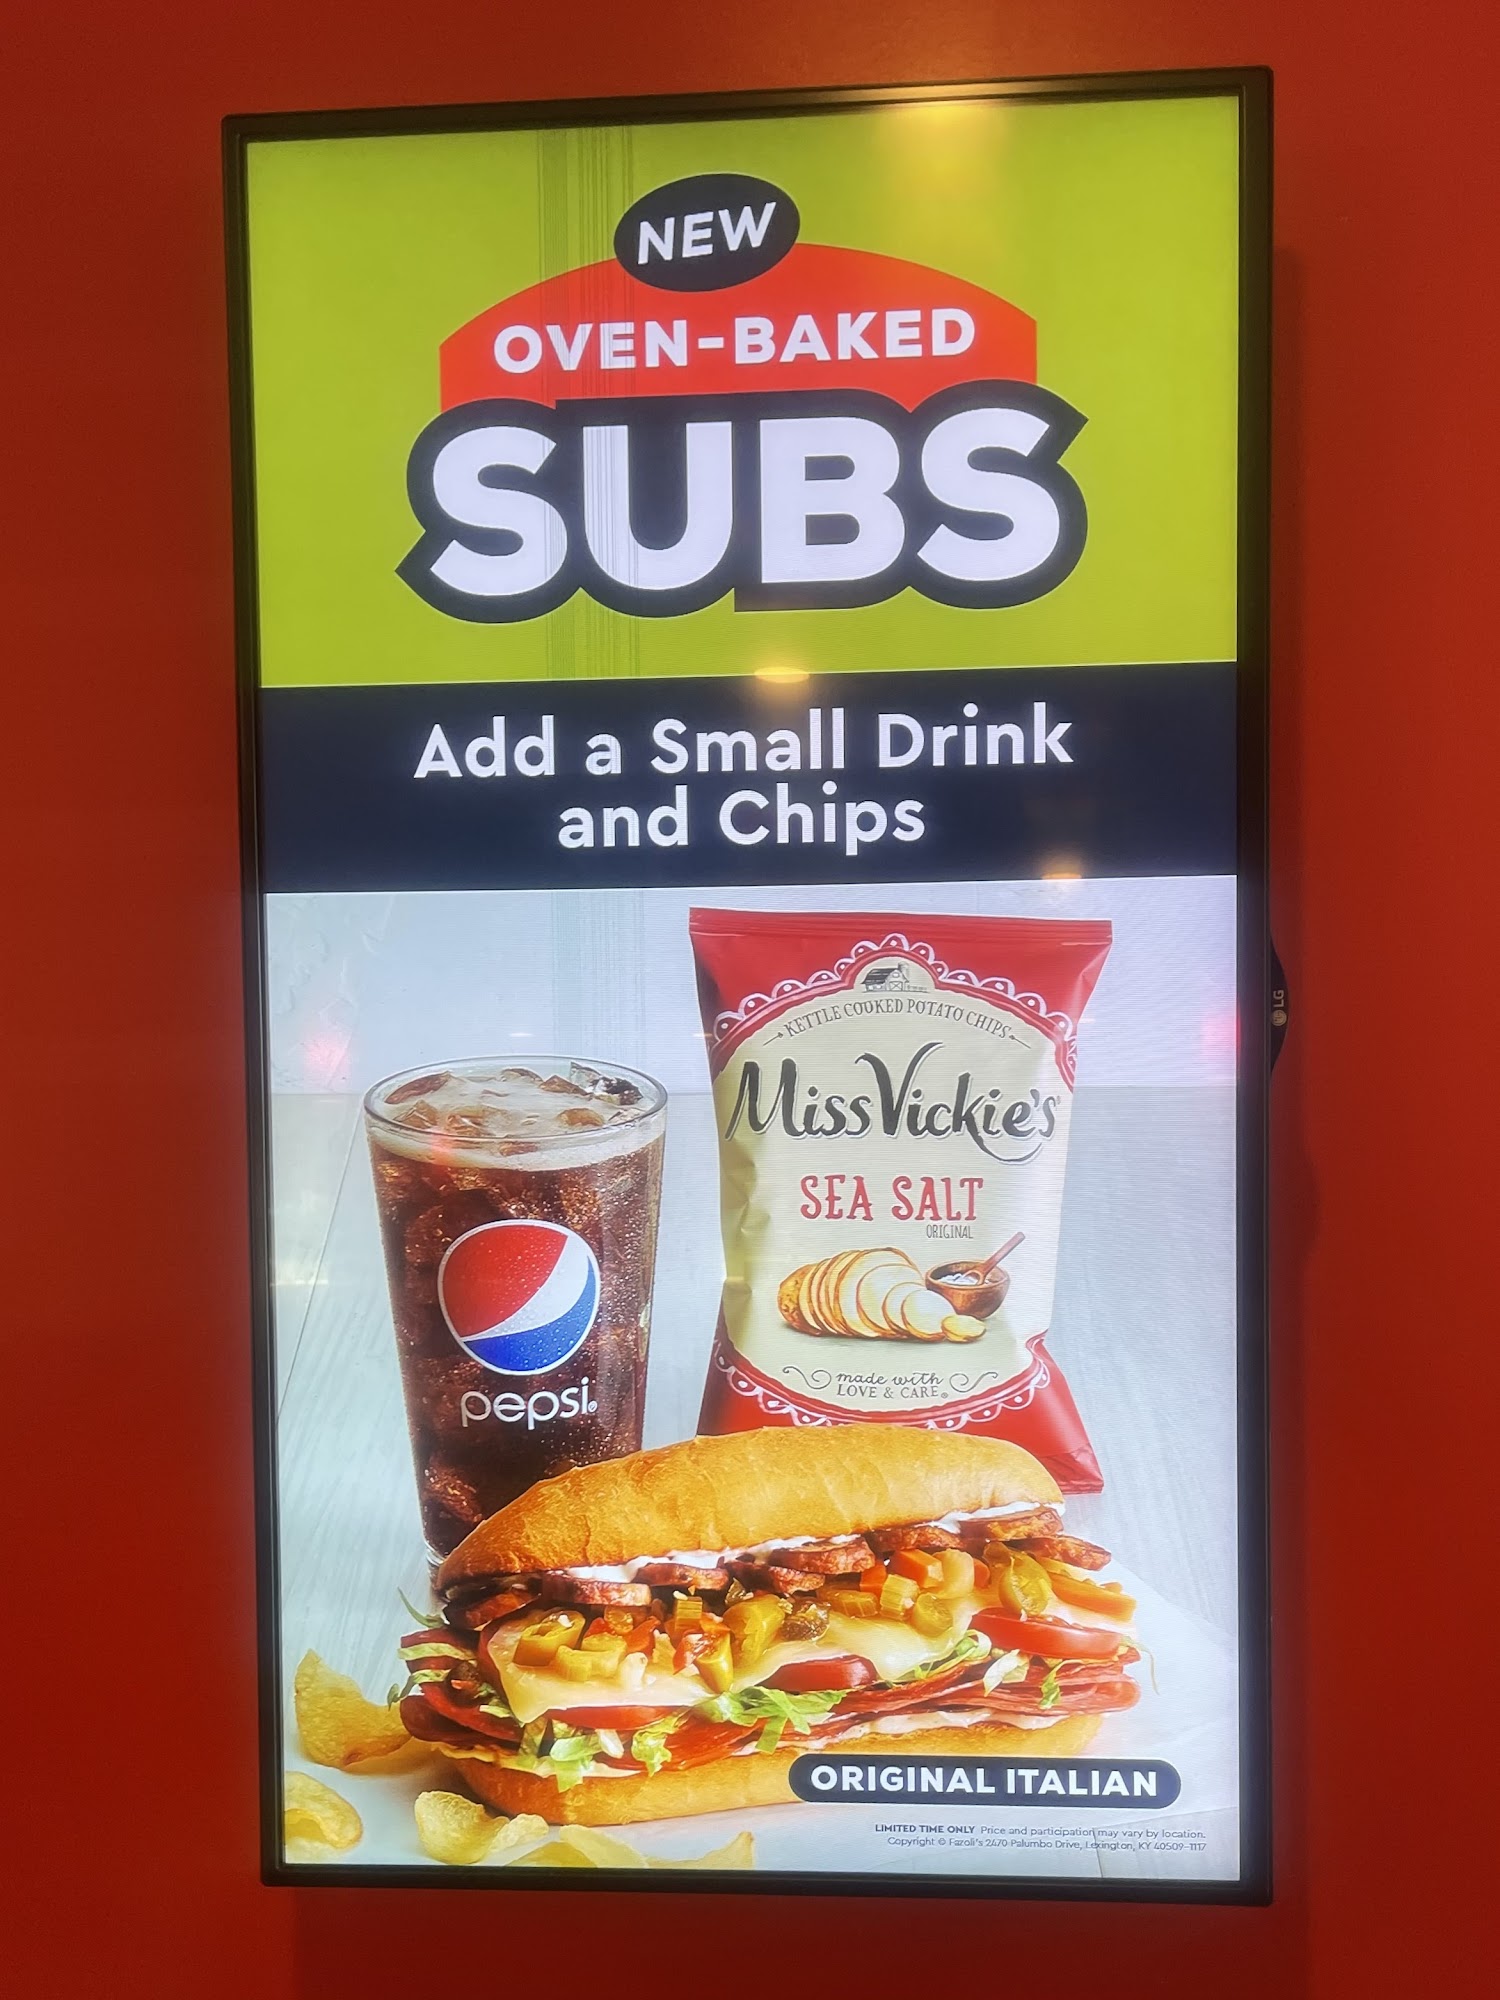 NEW
OVEN-BAKED
SUBS
Add a Small Drink
and Chips
KETTLE COOKED POTATO CHIPS
Miss Vickie's
SEA SALT
ORIGINAL
made with
LOVE & CARE®
pepsi®
ORIGINAL ITALIAN
LIMITED TIME ONLY Price and participation may vary by location.
Copyright © Fazoli's 2470 Palumbo Drive, Lexington, KY 40509-1117
LG